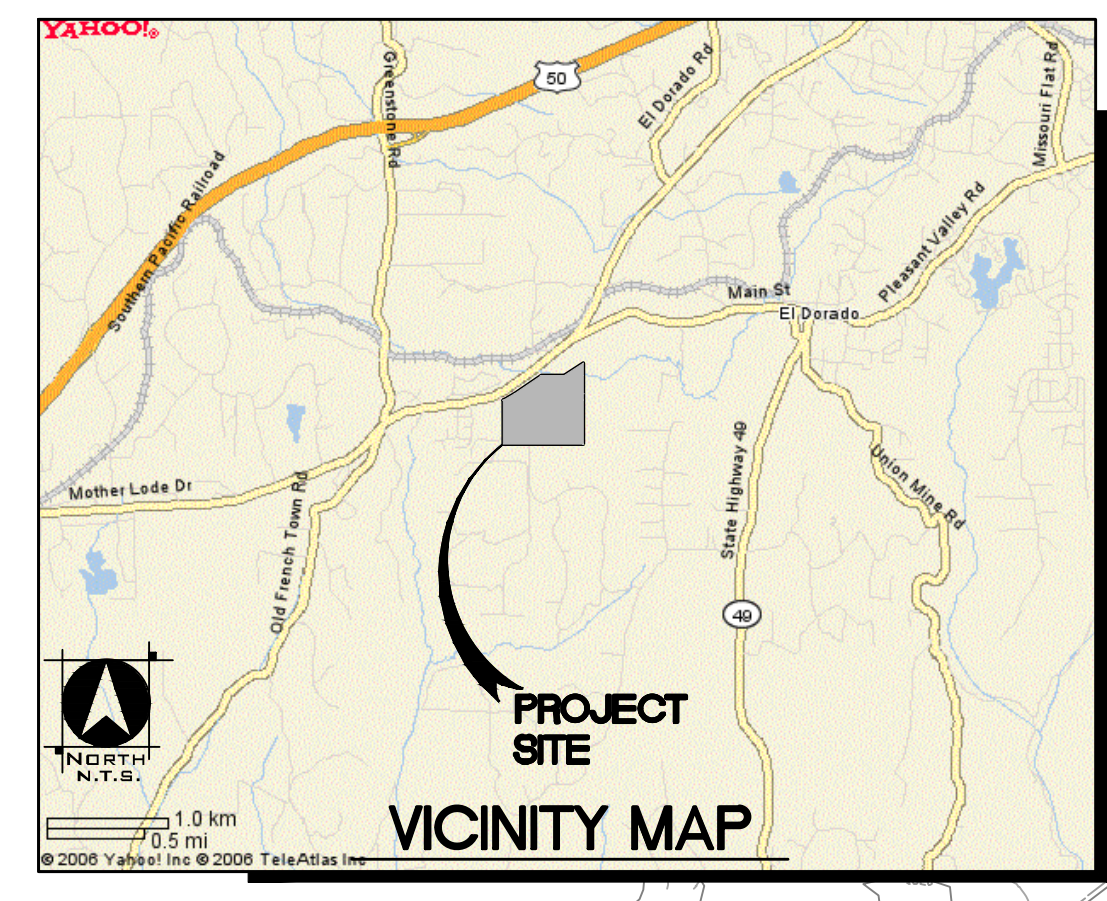 YAHOO!®
Greenstone Rd
50
El Dorado Rd
Missouri Flat Rd
Southern Pacific Railroad
Pleasant Valley Rd
Main St
El Dorado
Mother Lode Dr
Old French Town Rd
State Highway 49
Union Mine Rd
49
PROJECT
SITE
NORTH
N.T.S.
VICINITY MAP
1.0 km
0.5 mi
© 2006 Yahoo! Inc © 2006 TeleAtlas Inc